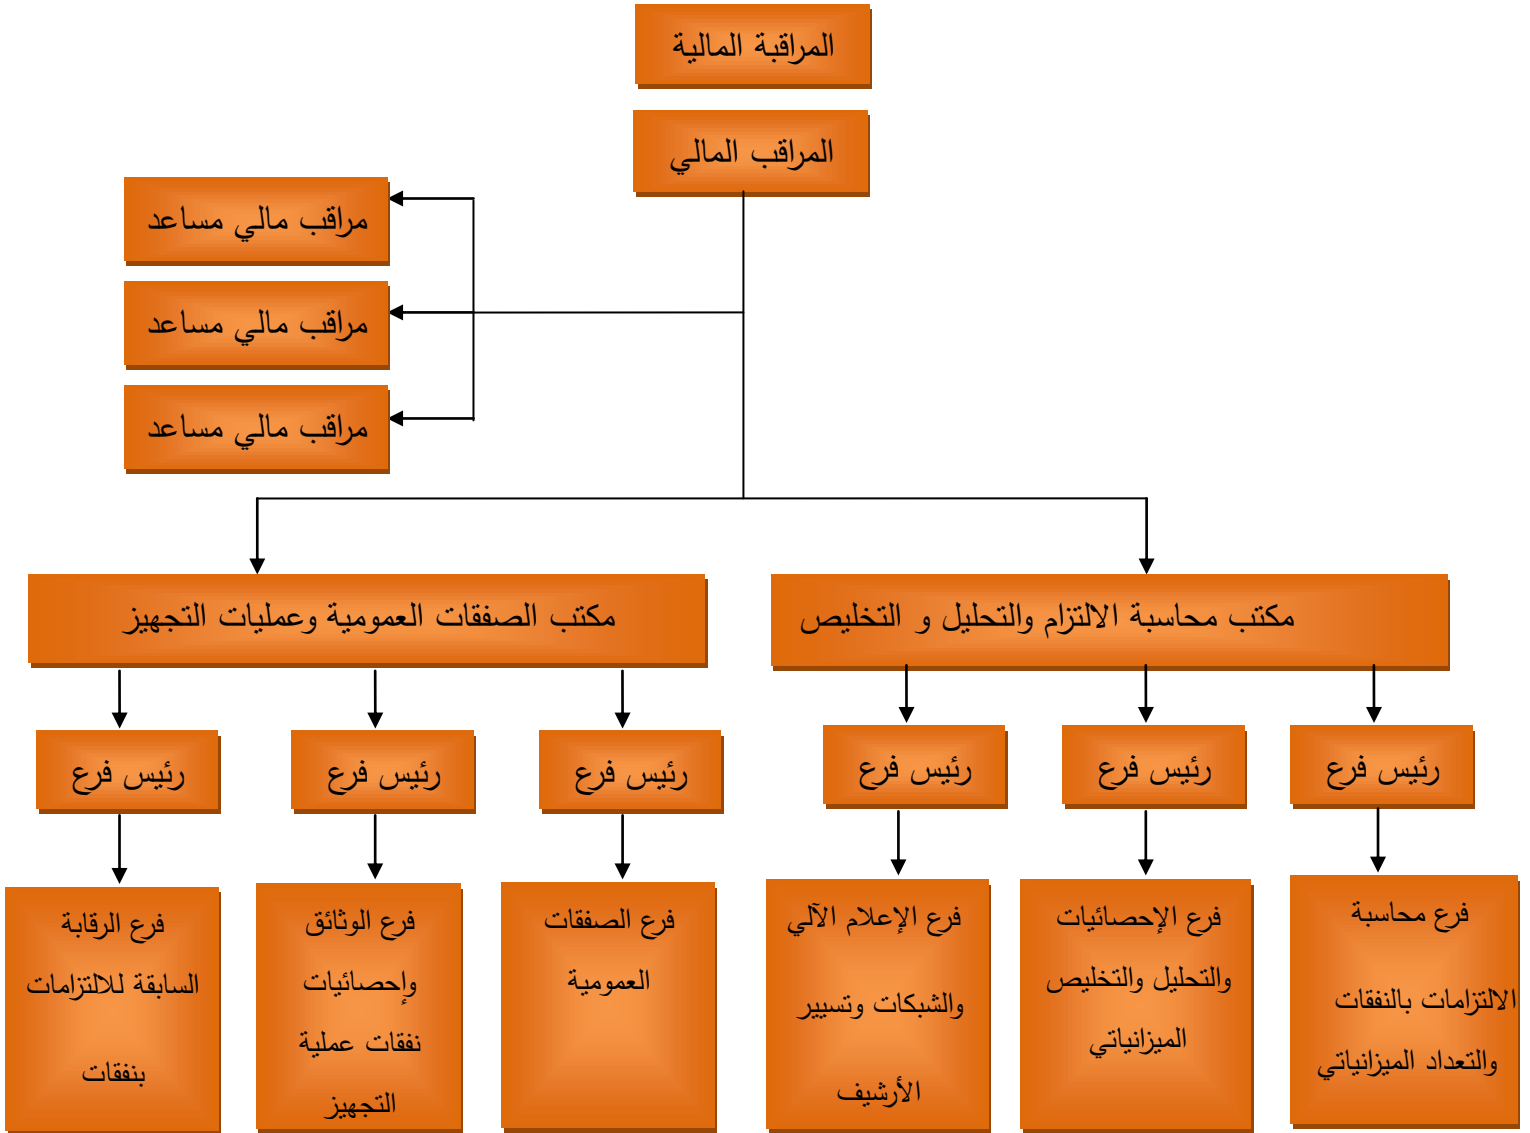 المراقبة المالية
المراقب المالي
مراقب مالي مساعد
مراقب مالي مساعد
مراقب مالي مساعد
مكتب محاسبة الالتزام والتحليل و التخليص
مكتب الصفقات العمومية وعمليات التجهيز
رئيس فرع
رئيس فرع
رئيس فرع
رئيس فرع
رئيس فرع
رئيس فرع
فرع محاسبة
الالتزامات بالنفقات
والتعداد الميزانياتي
فرع الإحصائيات
والتحليل والتخليص
الميزانياتي
فرع الإعلام الآلي
والشبكات وتسيير
الأرشيف
فرع الصفقات
العمومية
فرع الوثائق
وإحصائيات
نفقات عملية
التجهيز
فرع الرقابة
السابقة للالتزامات
بنفقات